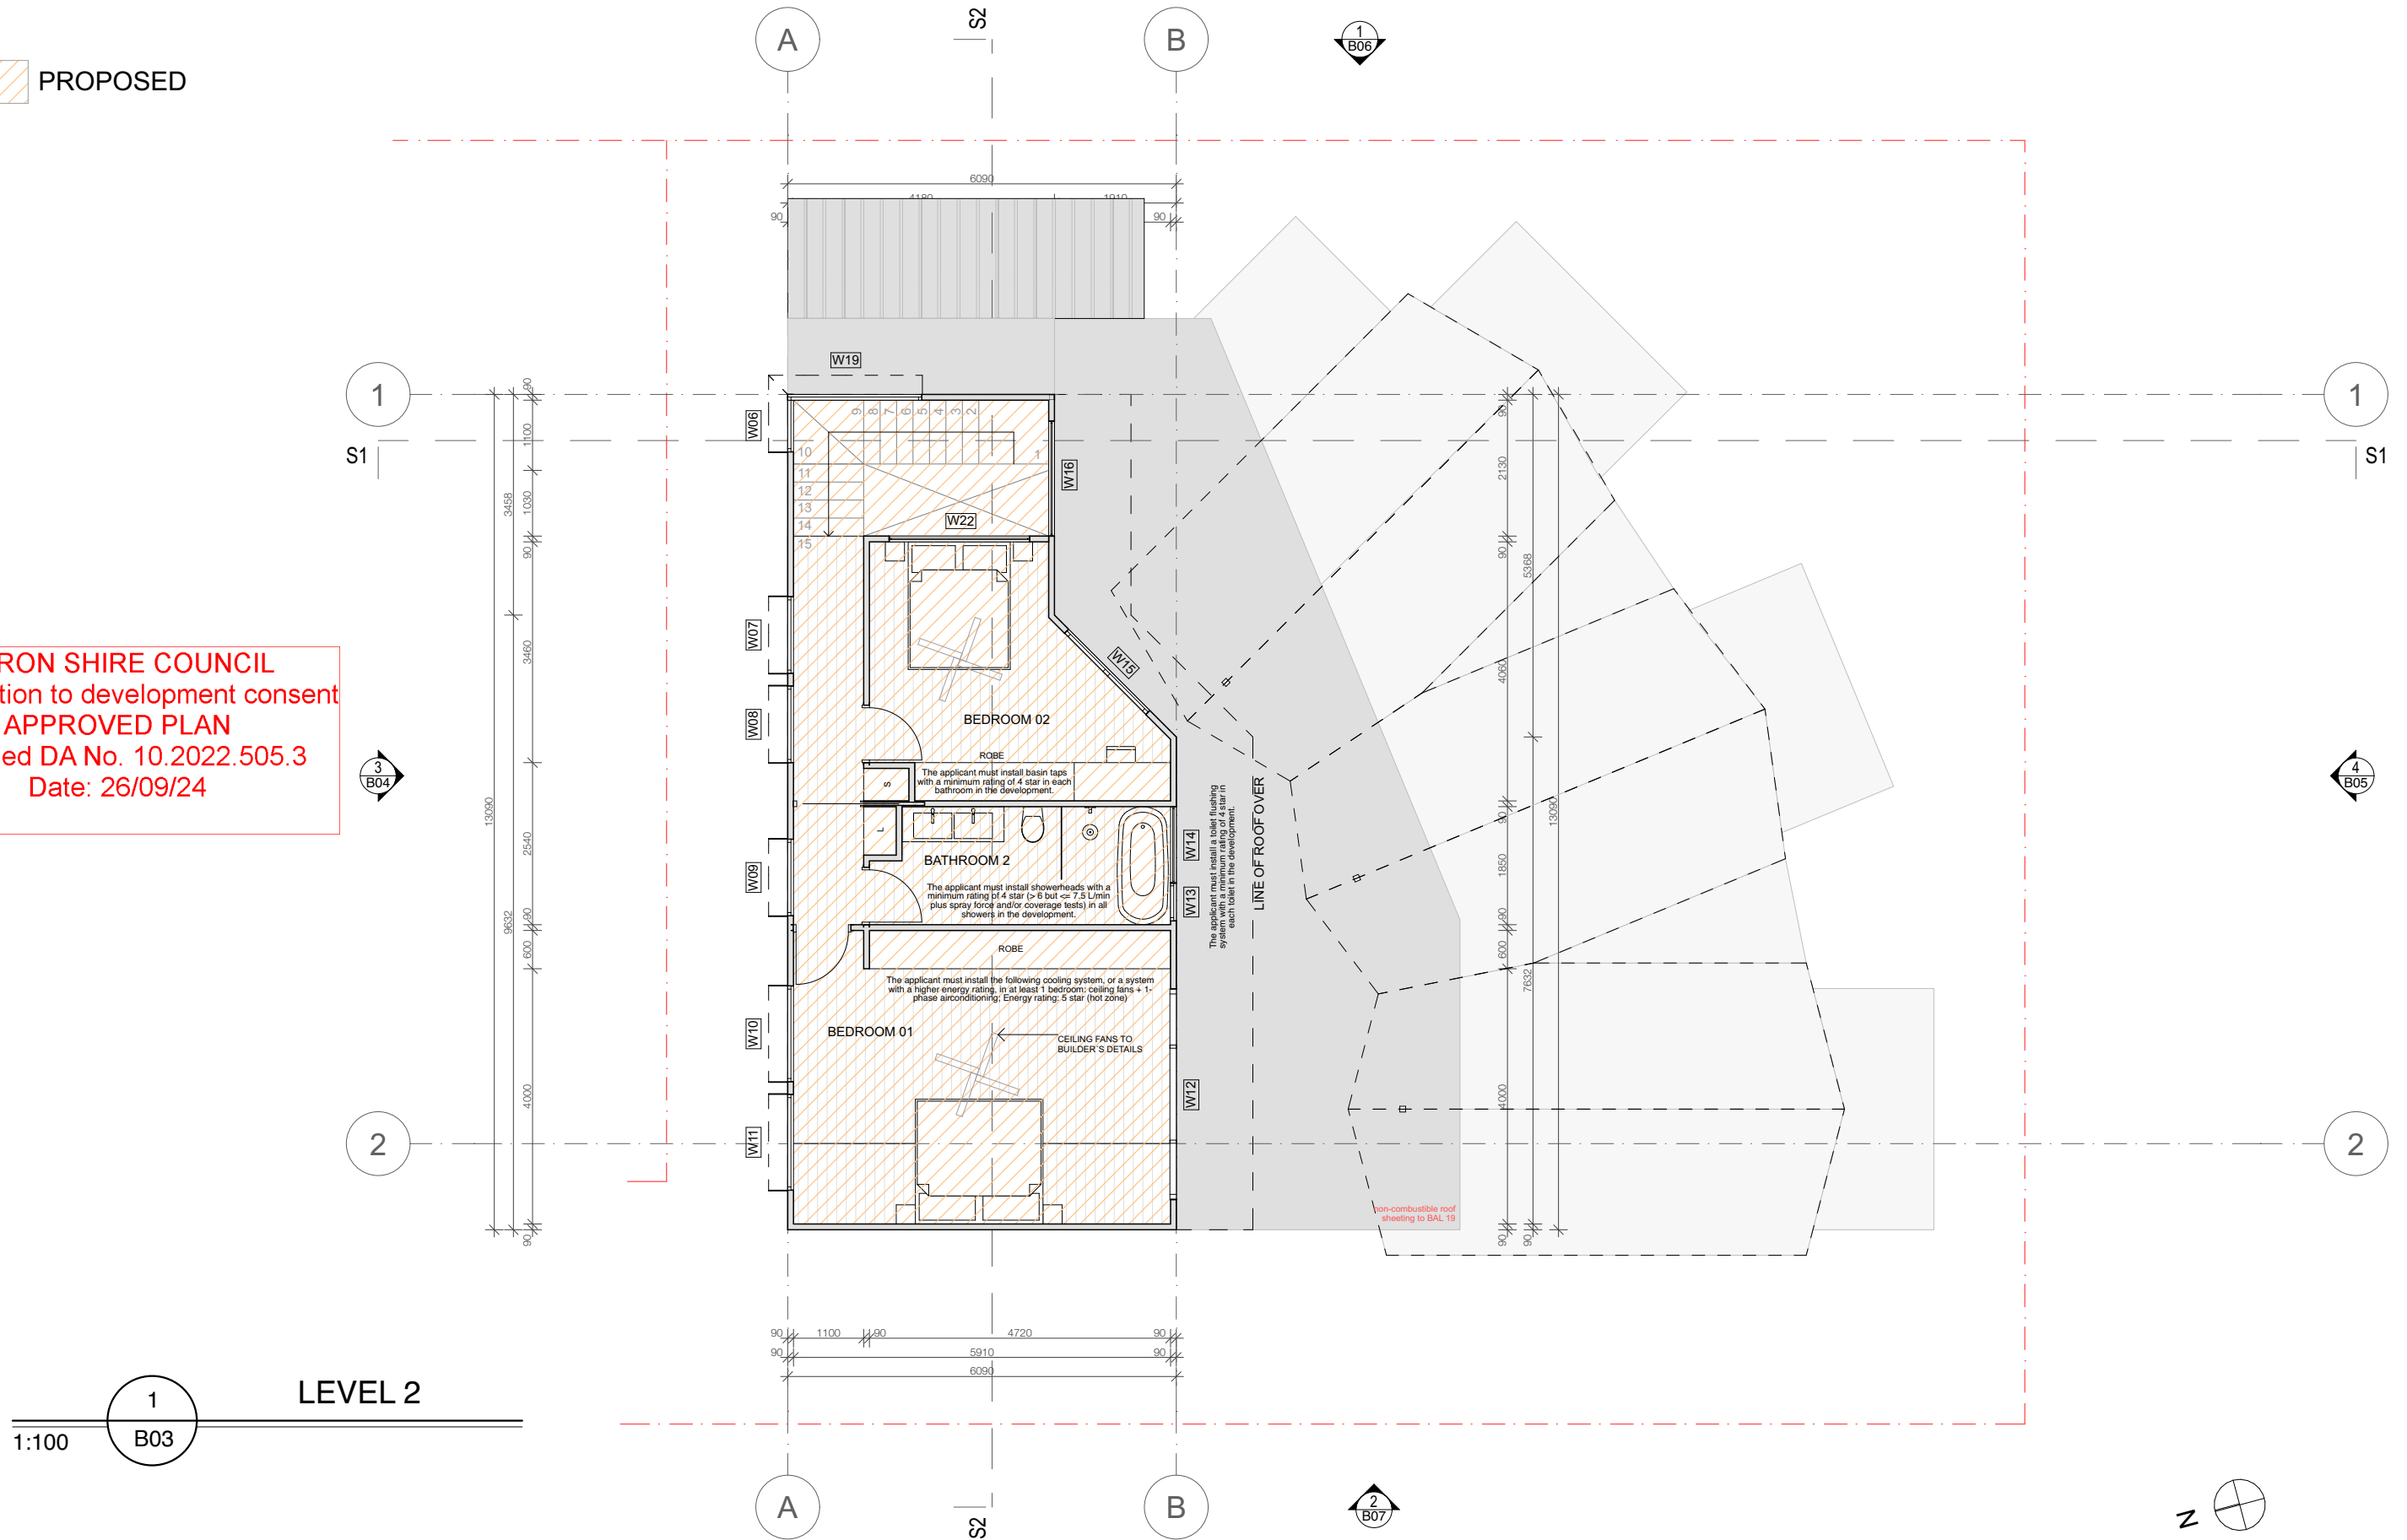 A
S2
B
1
B06
PROPOSED
6090
4180
1910
90
90
W19
1
1
W06
9 8 7 6 5 4 3 2
10
1
11
12
13
14
15
W16
W22
S1
S1
90
1100
1030
3458
90
3460
13090
9632
2540
90
600
4000
90
90
2130
90
5368
4060
90
13090
1850
90
600
7632
4000
90
90
W07
W15
RON SHIRE COUNCIL
tion to development consent
APPROVED PLAN
ed DA No. 10.2022.505.3
Date: 26/09/24
W08
BEDROOM 02
ROBE
The applicant must install basin taps
with a minimum rating of 4 star in each
bathroom in the development.
S
3
B04
4
B05
L
W09
BATHROOM 2
The applicant must install showerheads with a
minimum rating of 4 star (> 6 but <= 7.5 L/min
plus spray force and/or coverage tests) in all
showers in the development.
W14
W13
The applicant must install a toilet flushing
system with a minimum rating of 4 star in
each toilet in the development.
LINE OF ROOF OVER
ROBE
The applicant must install the following cooling system, or a system
with a higher energy rating, in at least 1 bedroom: ceiling fans + 1-
phase airconditioning; Energy rating: 5 star (hot zone)
W10
BEDROOM 01
CEILING FANS TO
BUILDER`S DETAILS
W12
2
W11
2
non-combustible roof
sheeting to BAL 19
90
1100
90
4720
90
90
5910
90
6090
1
B03
LEVEL 2
1:100
A
S2
B
2
B07
N